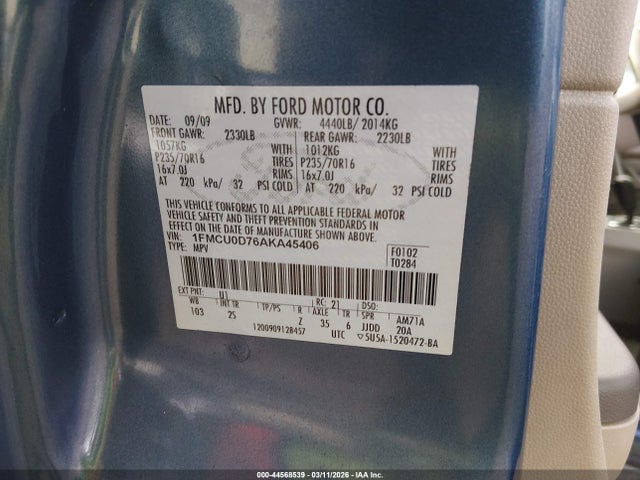 MFD. BY FORD MOTOR CO.
DATE: 09/09 GVWR: 4440LB/ 2014KG
FRONT GAWR: 2330LB REAR GAWR: 2230LB
1057KG WITH 1012KG WITH
P235/70R16 TIRES P235/70R16 TIRES
16x7.0J RIMS 16x7.0J RIMS
AT 220 kPa/ 32 PSI COLD AT 220 kPa/ 32 PSI COLD
THIS VEHICLE CONFORMS TO ALL APPLICABLE FEDERAL MOTOR
VEHICLE SAFETY AND THEFT PREVENTION STANDARDS IN
EFFECT ON THE DATE OF MANUFACTURE SHOWN ABOVE.
VIN: 1FMCU0D76AKA45406 F0102
TYPE: MPV T0284
EXT PNT: U1 RC: 21 DSO:
WB INT TR TP/PS R AXLE TR SPR AM71A
103 2S Z 35 6 JJDD 20A
1200909128457 UTC 5U5A-1520472-BA
000-44568539 - 03/11/2026 - IAA Inc.